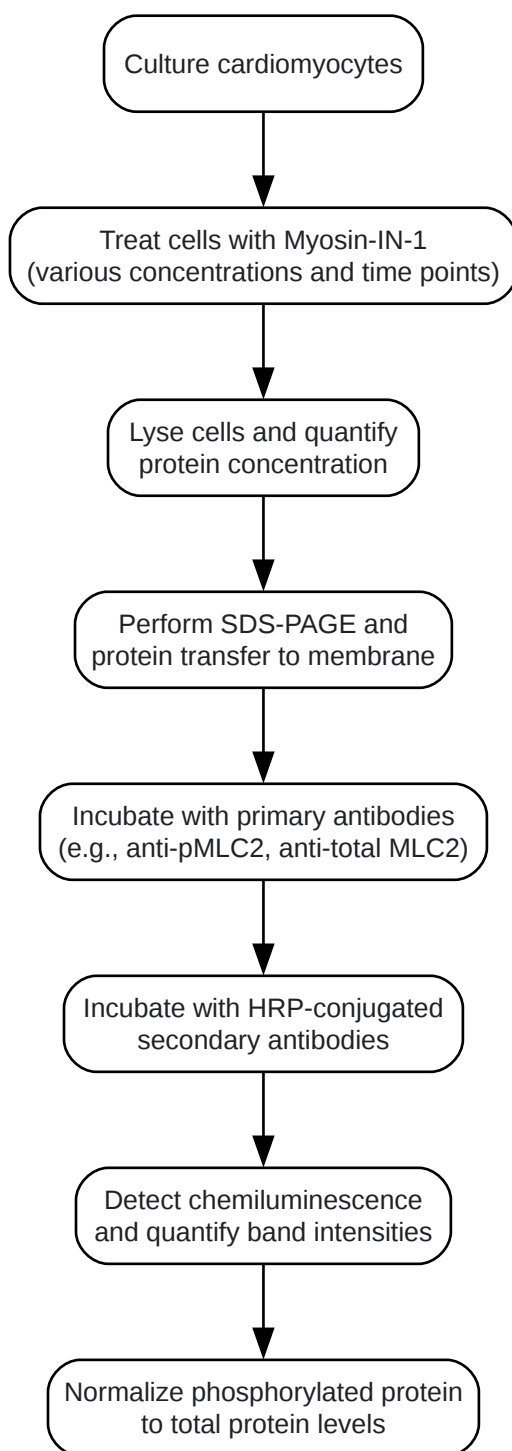 Culture cardiomyocytes
Treat cells with Myosin-IN-1
(various concentrations and time points)
Lyse cells and quantify
protein concentration
Perform SDS-PAGE and
protein transfer to membrane
Incubate with primary antibodies
(e.g., anti-pMLC2, anti-total MLC2)
Incubate with HRP-conjugated
secondary antibodies
Detect chemiluminescence
and quantify band intensities
Normalize phosphorylated protein
to total protein levels